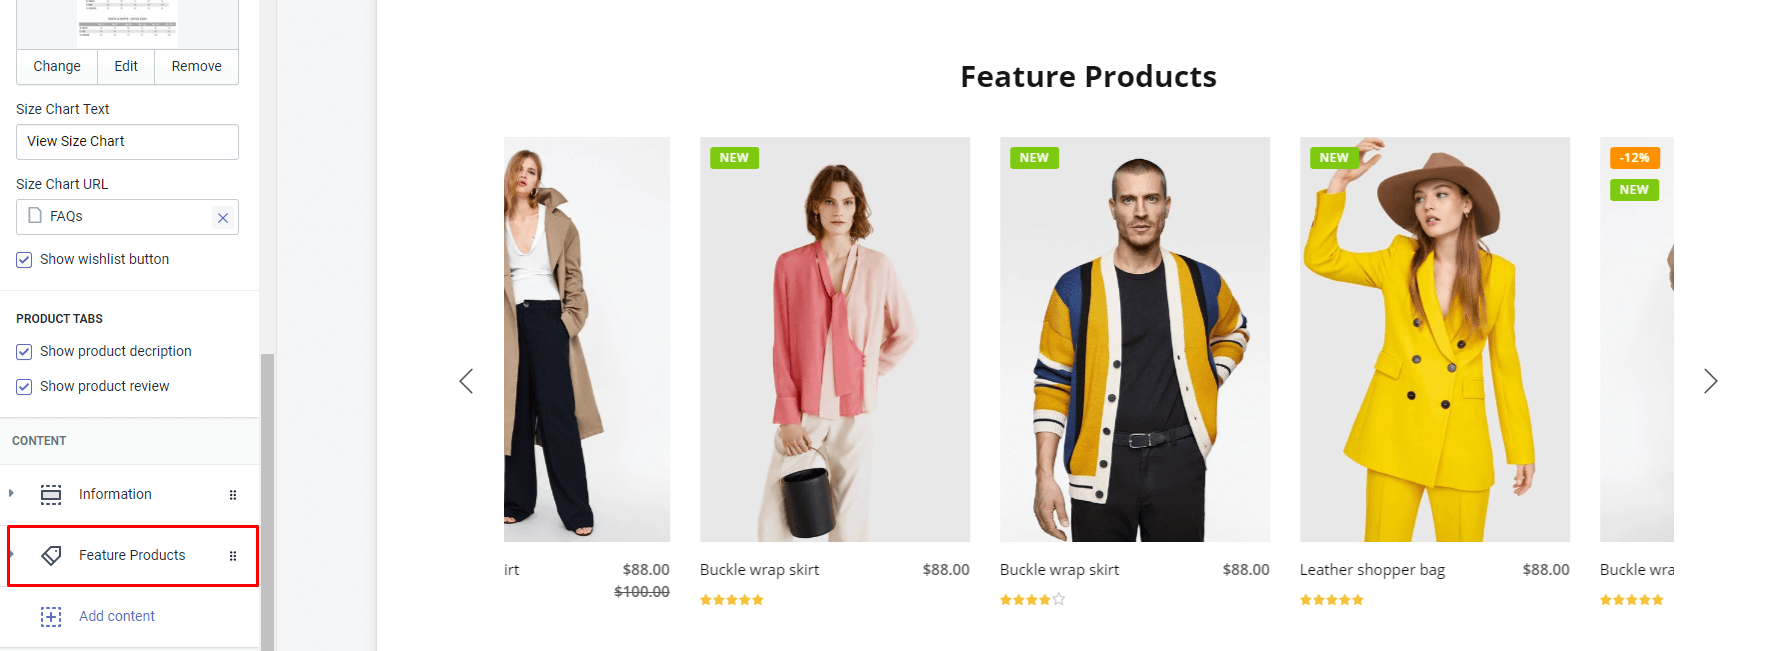 Change Edit Remove
Size Chart Text
View Size Chart
Size Chart URL
FAQs
Show wishlist button
PRODUCT TABS
Show product decription
Show product review
CONTENT
Information
Feature Products
Add content
Feature Products
NEW NEW NEW -12%
NEW
irt $88.00 Buckle wrap skirt $88.00 Buckle wrap skirt $88.00 Leather shopper bag $88.00 Buckle wra
$100.00